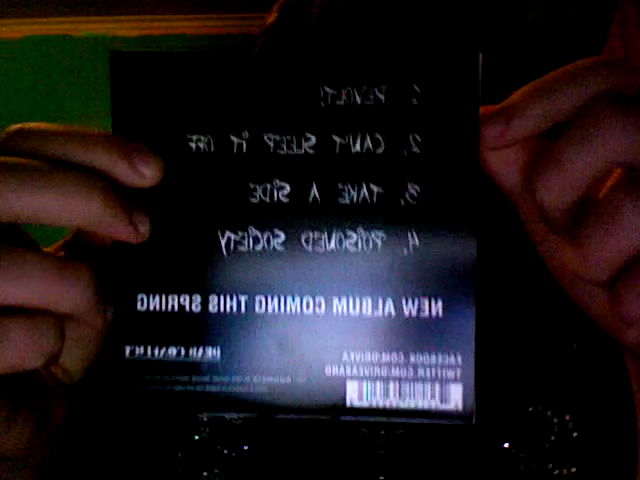 1. REVOLT!
2. CAN'T SLEEP IT OFF
3. TAKE A SIDE
4. POISONED SOCIETY
NEW ALBUM COMING THIS SPRING
FACEBOOK.COM/DRIVEA
TWITTER.COM/DRIVEABAND